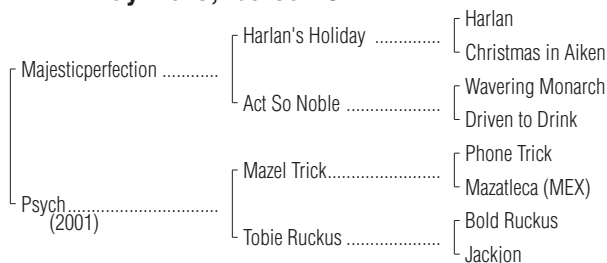 Harlan
Harlan's Holiday ..............
Christmas in Aiken
Majesticperfection ............
Wavering Monarch
Act So Noble .....................
Driven to Drink
Phone Trick
Mazel Trick.........................
Mazatleca (MEX)
Psych..................................
(2001)
Bold Ruckus
Tobie Ruckus .....................
Jackjon